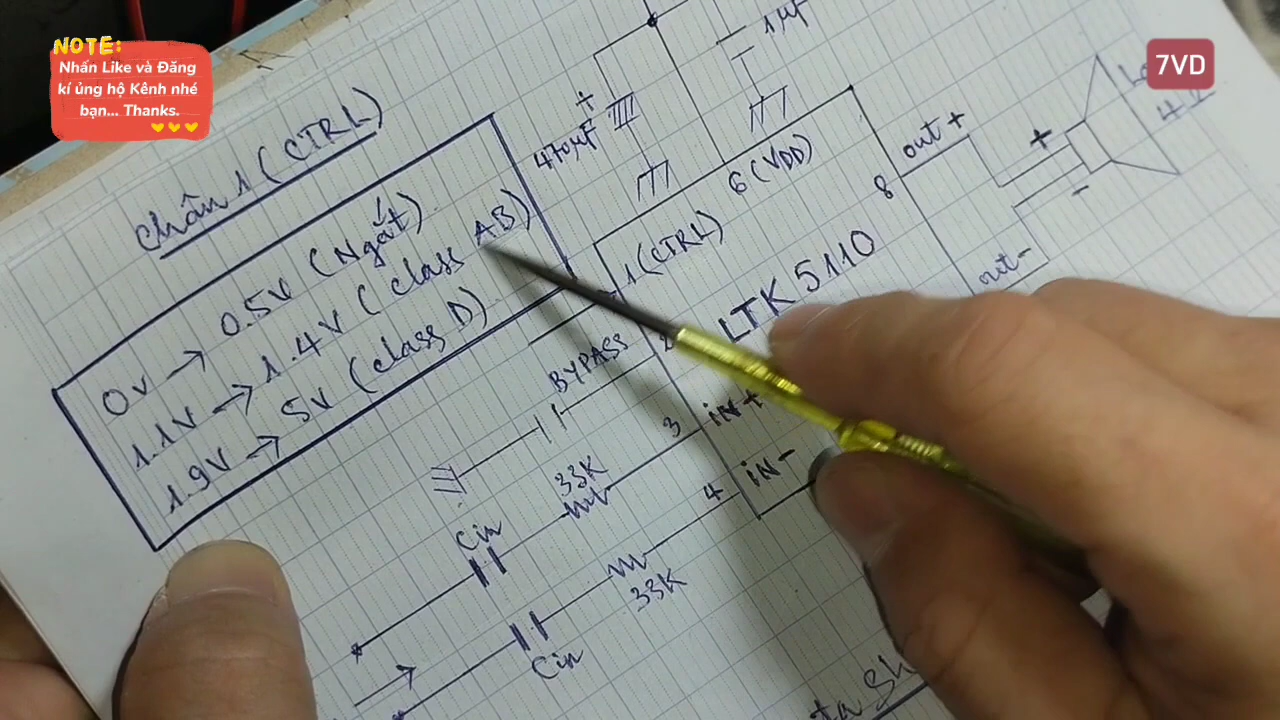 NOTE:
Nhấn Like và Đăng
kí ủng hộ Kênh nhé
bạn... Thanks.
7VD
Chân 1 (CTRL)
0V → 0.5V (Ngắt)
1.1V → 1.4V (class AB)
1.9V → 5V (class D)
+
470µF
1µF
6 (VDD)
1 (CTRL)
LTK 5110
8
out +
out -
+
-
2
BYPASS
3
iN+
33K
Cin
4
iN-
33K
Cin